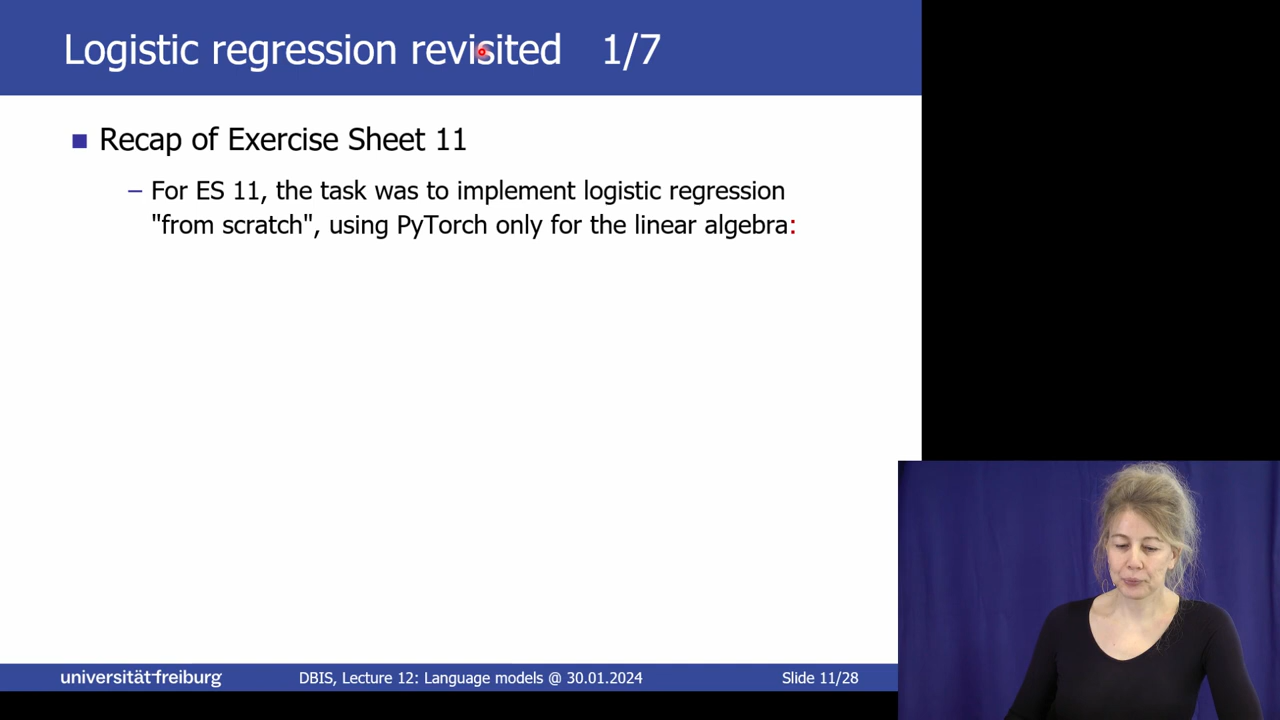 Logistic regression revisited 1/7
Recap of Exercise Sheet 11
– For ES 11, the task was to implement logistic regression
"from scratch", using PyTorch only for the linear algebra:
universität freiburg
DBIS, Lecture 12: Language models @ 30.01.2024
Slide 11/28